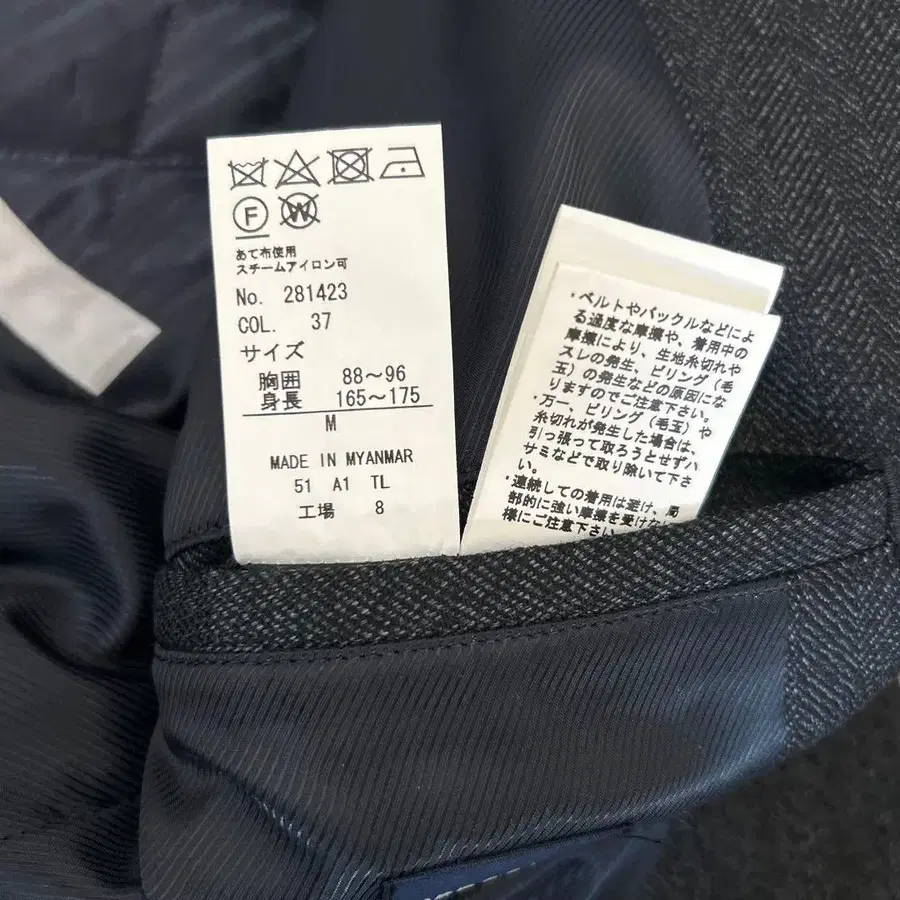 F
W
あて布使用
スチームアイロン可
No. 281423
COL. 37
サイズ
胸囲 88～96
身長 165～175
M
MADE IN MYANMAR
51 A1 TL
工場 8
・ベルトやバックルなどによ
る過度な摩擦や、着用中の
摩擦により、生地糸切れや
スレの発生、ピリング(毛
玉)の発生などの原因にな
りますのでご注意下さい。
・万一、ピリング(毛玉)や
糸切れが発生した場合は、
引っ張って取ろうとせずハ
サミなどで取り除いて下さ
い。
・連続しての着用は避け、局
部的に強い摩擦を受けない
様にご注意下さい